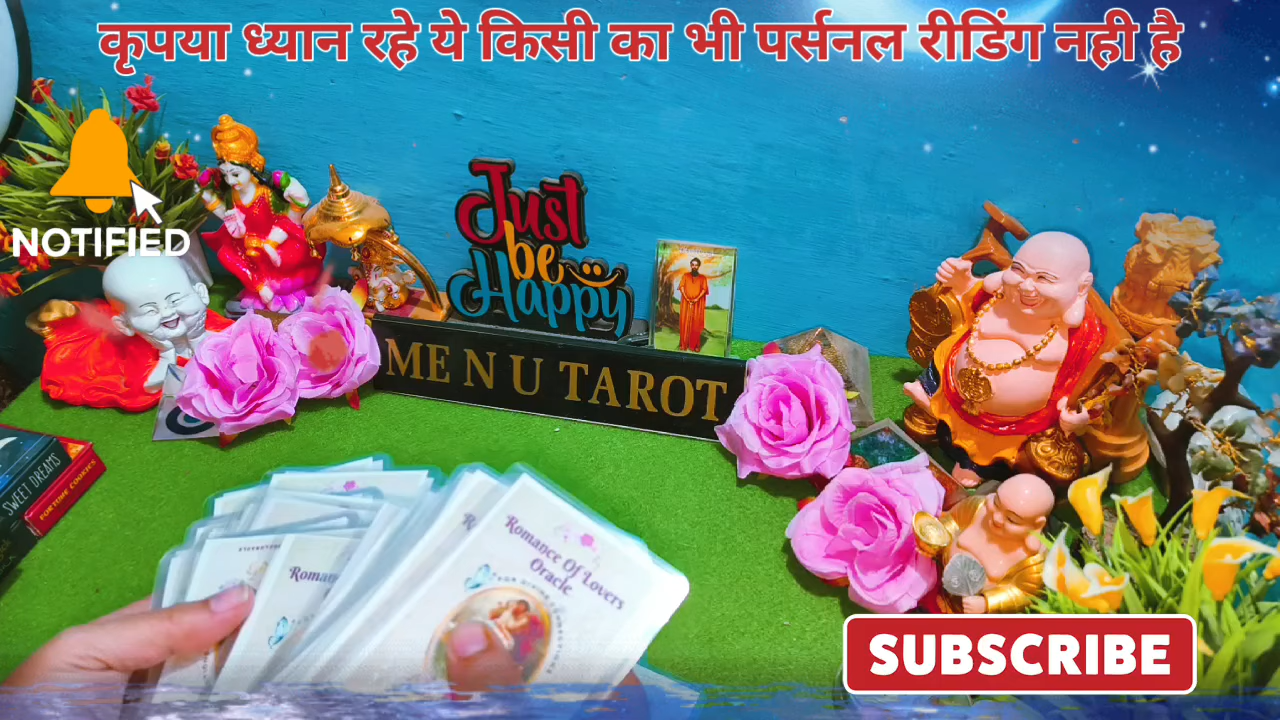 कृपया ध्यान रहे ये किसी का भी पर्सनल रीडिंग नही है
NOTIFIED
Just
be
Happy
MENU TAROT
SWEET DREAMS
FORTUNE COOKIES
Romance Of Lovers
Oracle
SUBSCRIBE